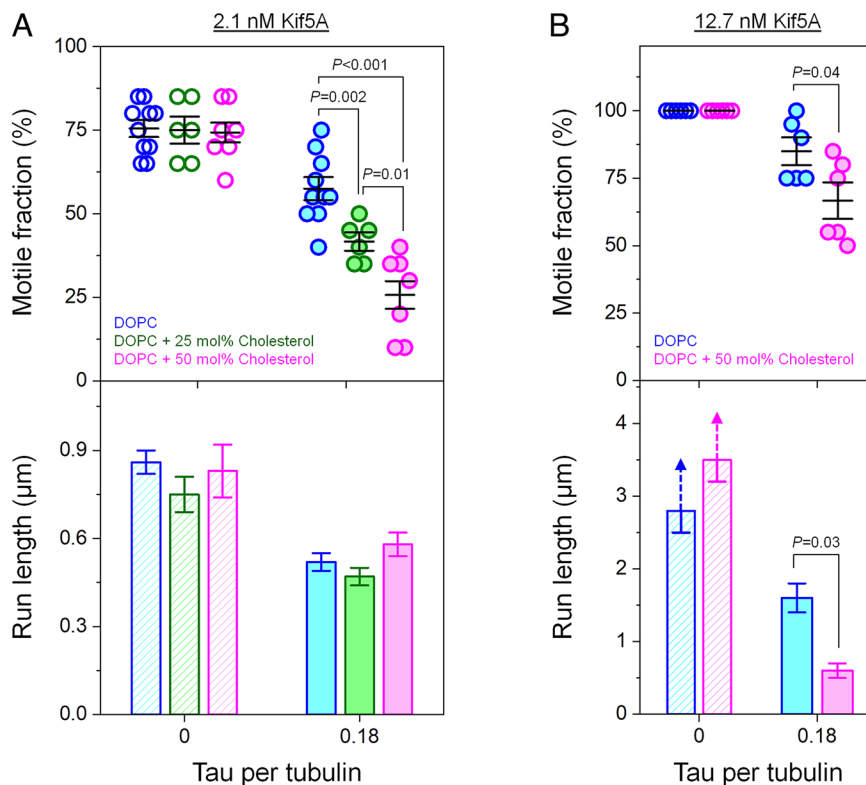 A
2.1 nM Kif5A
Motile fraction (%)
100
75
50
25
0
P<0.001
P=0.002
P=0.01
DOPC
DOPC + 25 mol% Cholesterol
DOPC + 50 mol% Cholesterol
Run length (µm)
0.9
0.6
0.3
0.0
0
0.18
Tau per tubulin
B
12.7 nM Kif5A
Motile fraction (%)
100
75
50
25
0
P=0.04
DOPC
DOPC + 50 mol% Cholesterol
Run length (µm)
4
3
2
1
0
P=0.03
0
0.18
Tau per tubulin